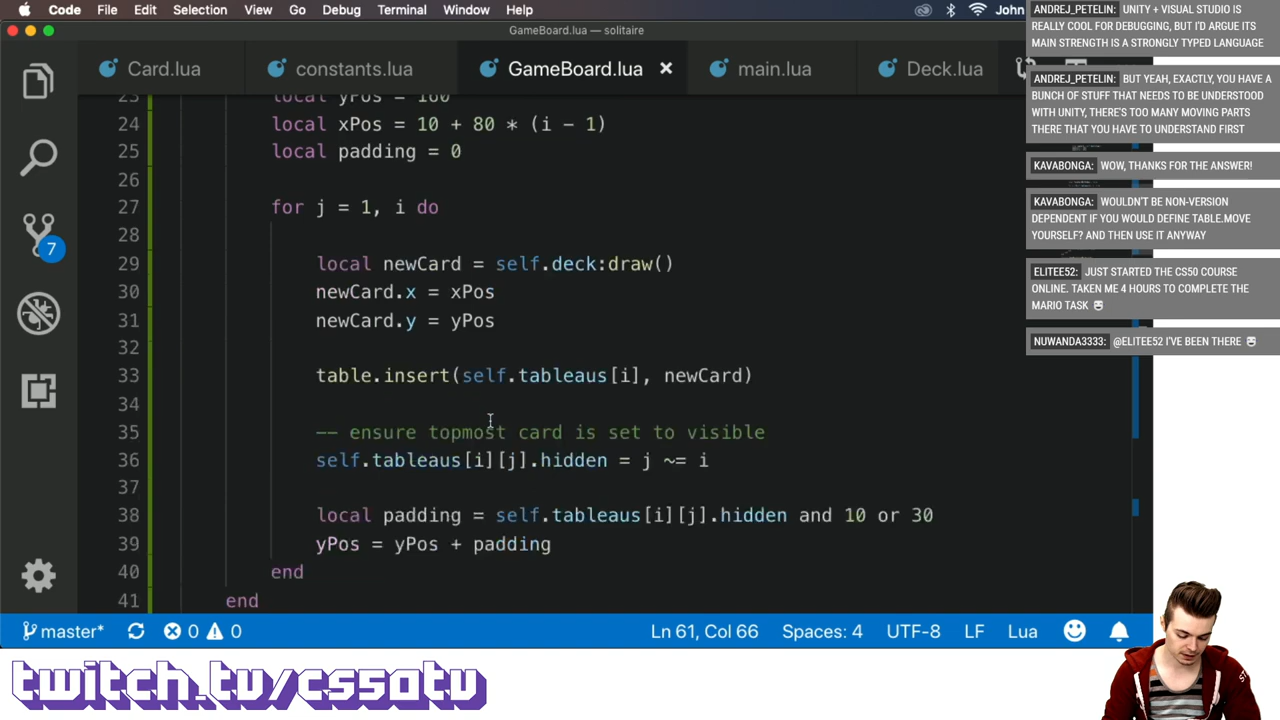 Code File Edit Selection View Go Debug Terminal Window Help John
GameBoard.lua — solitaire
Card.lua constants.lua GameBoard.lua main.lua Deck.lua
23 local yPos = 160
24 local xPos = 10 + 80 * (i - 1)
25 local padding = 0
26
27 for j = 1, i do
28
29 local newCard = self.deck:draw()
30 newCard.x = xPos
31 newCard.y = yPos
32
33 table.insert(self.tableaus[i], newCard)
34
35 -- ensure topmost card is set to visible
36 self.tableaus[i][j].hidden = j ~= i
37
38 local padding = self.tableaus[i][j].hidden and 10 or 30
39 yPos = yPos + padding
40 end
41 end
7
master* 0 0 Ln 61, Col 66 Spaces: 4 UTF-8 LF Lua
ANDREJ_PETELIN: UNITY + VISUAL STUDIO IS
REALLY COOL FOR DEBUGGING, BUT I'D ARGUE ITS
MAIN STRENGTH IS A STRONGLY TYPED LANGUAGE
ANDREJ_PETELIN: BUT YEAH, EXACTLY, YOU HAVE A
BUNCH OF STUFF THAT NEEDS TO BE UNDERSTOOD
WITH UNITY, THERE'S TOO MANY MOVING PARTS
THERE THAT YOU HAVE TO UNDERSTAND FIRST
KAVABONGA: WOW, THANKS FOR THE ANSWER!
KAVABONGA: WOULDN'T BE NON-VERSION
DEPENDENT IF YOU WOULD DEFINE TABLE.MOVE
YOURSELF? AND THEN USE IT ANYWAY
ELITEE52: JUST STARTED THE CS50 COURSE
ONLINE. TAKEN ME 4 HOURS TO COMPLETE THE
MARIO TASK
NUWANDA3333: @ELITEE52 I'VE BEEN THERE
twitch.tv/cs50tv